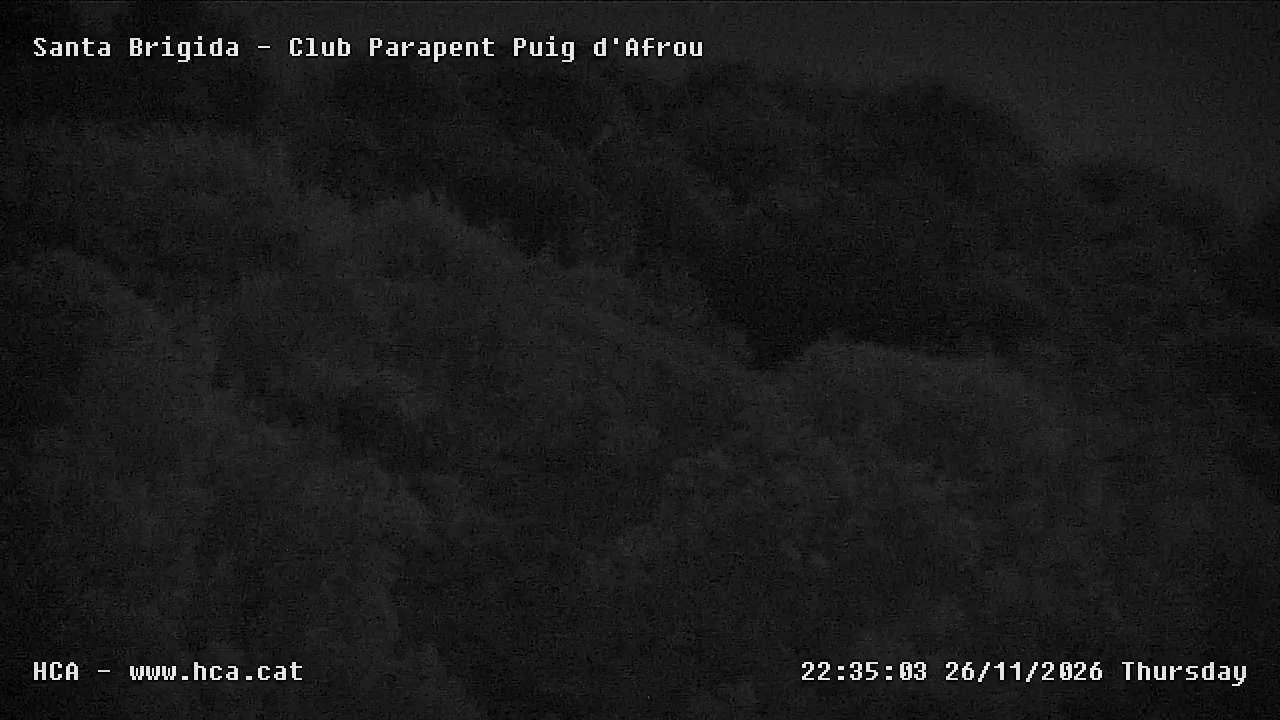 Santa Brigida - Club Parapent Puig d'Afrou
HCA - www.hca.cat
22:35:03 26/11/2026 Thursday